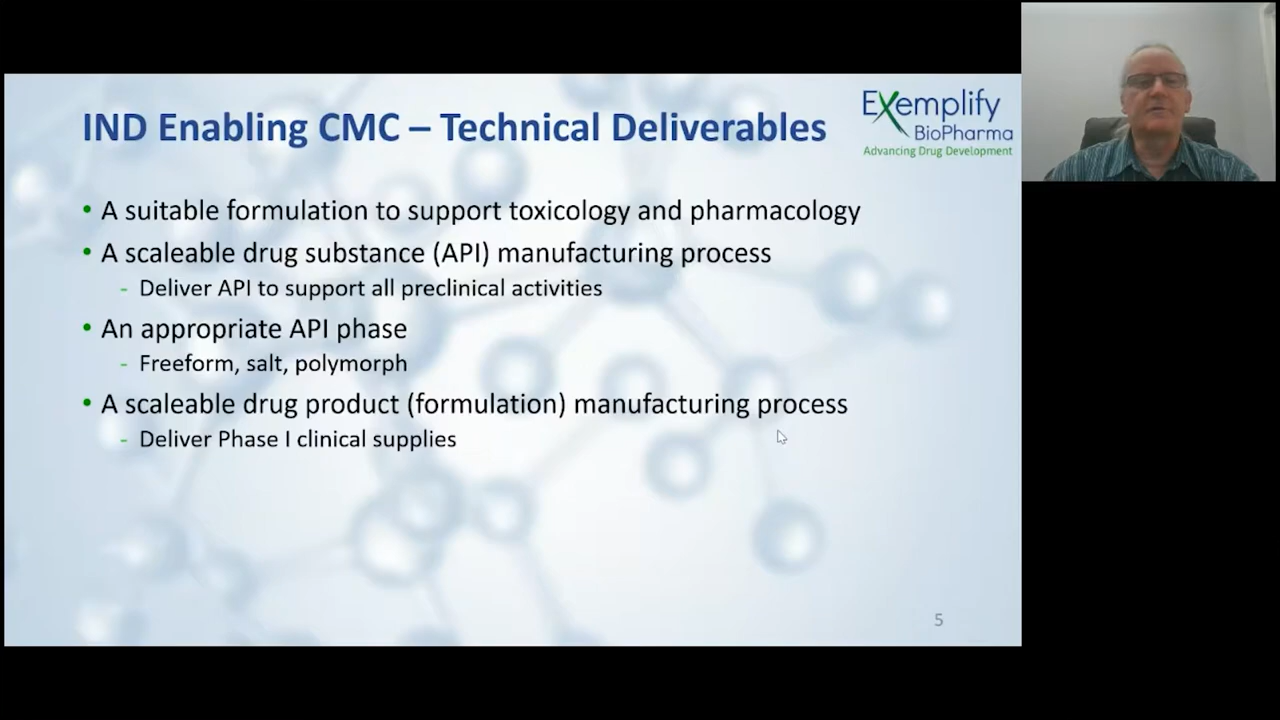 IND Enabling CMC – Technical Deliverables
Exemplify
BioPharma
Advancing Drug Development
• A suitable formulation to support toxicology and pharmacology
• A scaleable drug substance (API) manufacturing process
- Deliver API to support all preclinical activities
• An appropriate API phase
- Freeform, salt, polymorph
• A scaleable drug product (formulation) manufacturing process
- Deliver Phase I clinical supplies
5